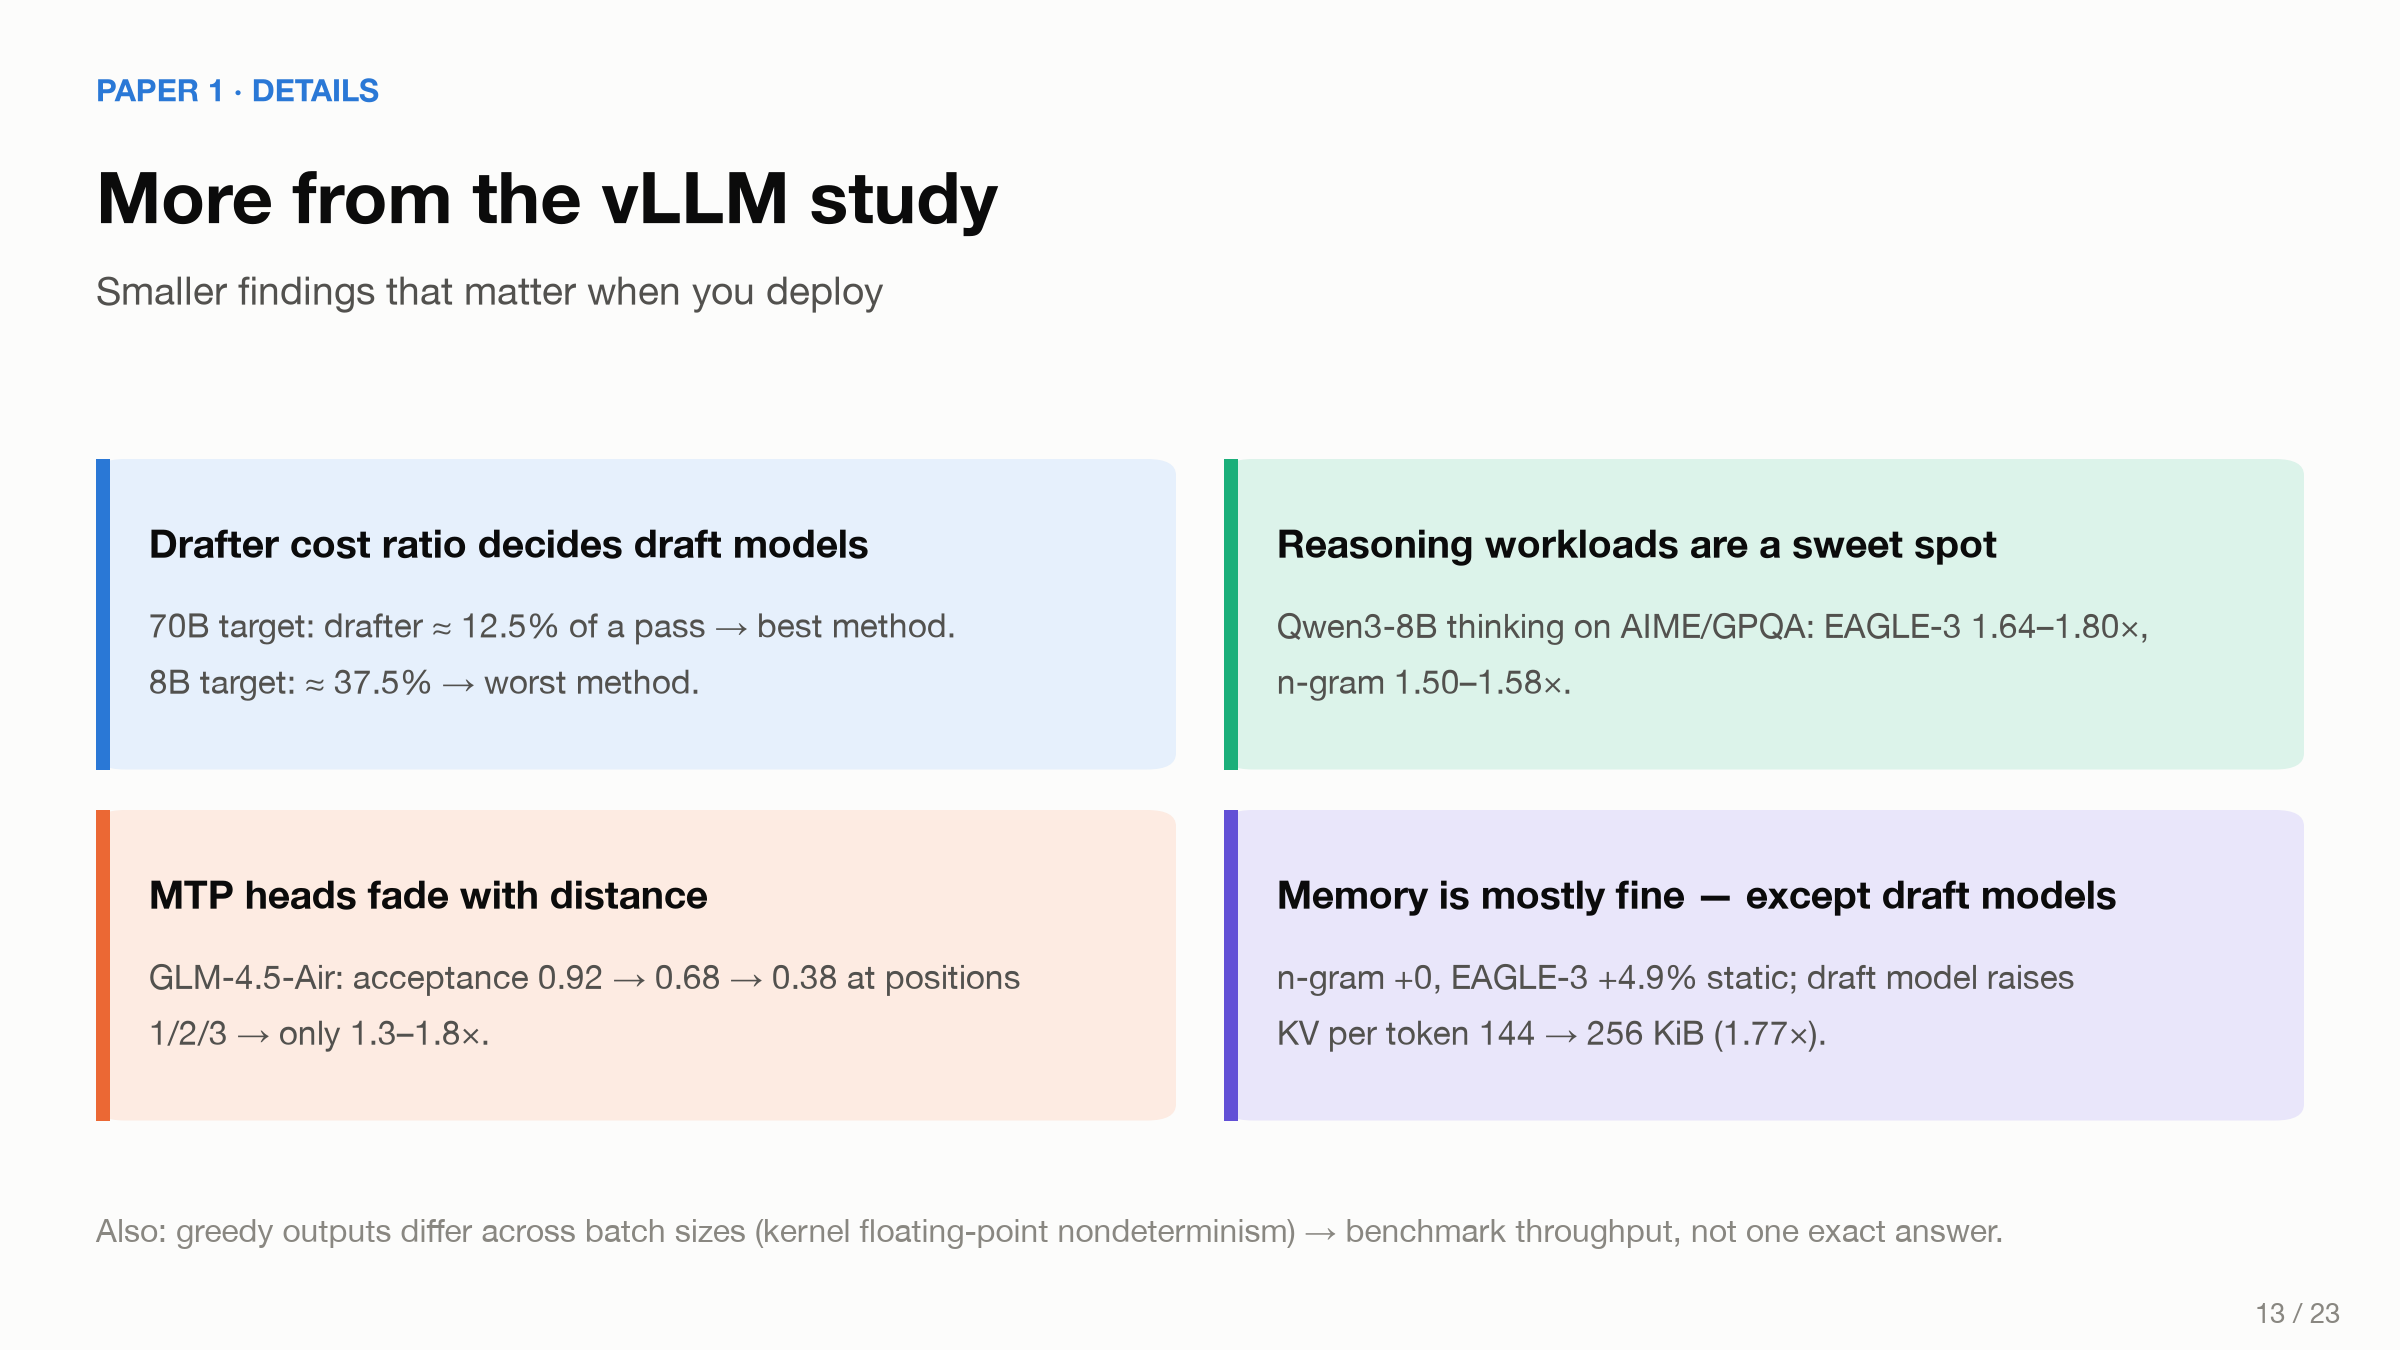 PAPER 1 · DETAILS
More from the vLLM study
Smaller findings that matter when you deploy
Drafter cost ratio decides draft models
70B target: drafter ≈ 12.5% of a pass → best method.
8B target: ≈ 37.5% → worst method.
Reasoning workloads are a sweet spot
Qwen3-8B thinking on AIME/GPQA: EAGLE-3 1.64–1.80×,
n-gram 1.50–1.58×.
MTP heads fade with distance
GLM-4.5-Air: acceptance 0.92 → 0.68 → 0.38 at positions
1/2/3 → only 1.3–1.8×.
Memory is mostly fine — except draft models
n-gram +0, EAGLE-3 +4.9% static; draft model raises
KV per token 144 → 256 KiB (1.77×).
Also: greedy outputs differ across batch sizes (kernel floating-point nondeterminism) → benchmark throughput, not one exact answer.
13 / 23